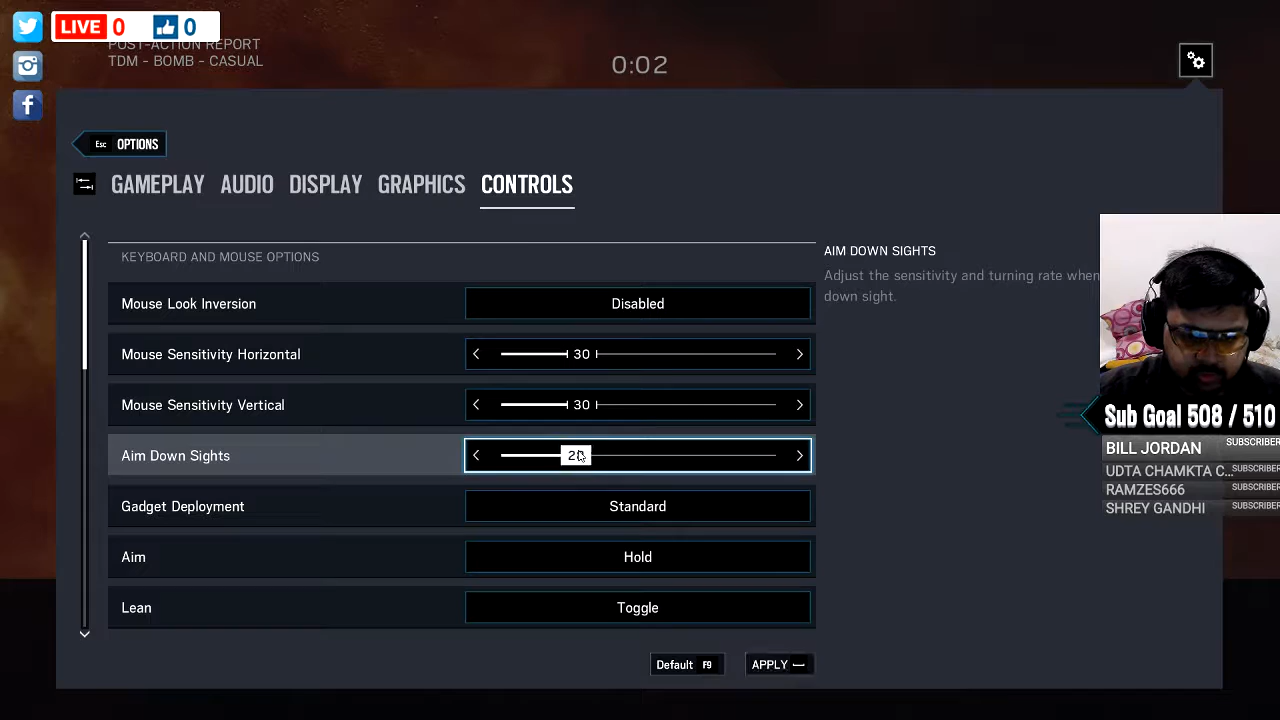 LIVE 0 0
POST-ACTION REPORT
TDM - BOMB - CASUAL
0:02
Esc OPTIONS
GAMEPLAY AUDIO DISPLAY GRAPHICS CONTROLS
KEYBOARD AND MOUSE OPTIONS
Mouse Look Inversion Disabled
Mouse Sensitivity Horizontal 30
Mouse Sensitivity Vertical 30
Aim Down Sights
Gadget Deployment Standard
Aim Hold
Lean Toggle
Default F9 APPLY
AIM DOWN SIGHTS
Adjust the sensitivity and turning rate when
down sight.
Sub Goal 508 / 510
BILL JORDAN SUBSCRIBER
UDTA CHAMKTA C... SUBSCRIBER
RAMZES666 SUBSCRIBER
SHREY GANDHI SUBSCRIBER